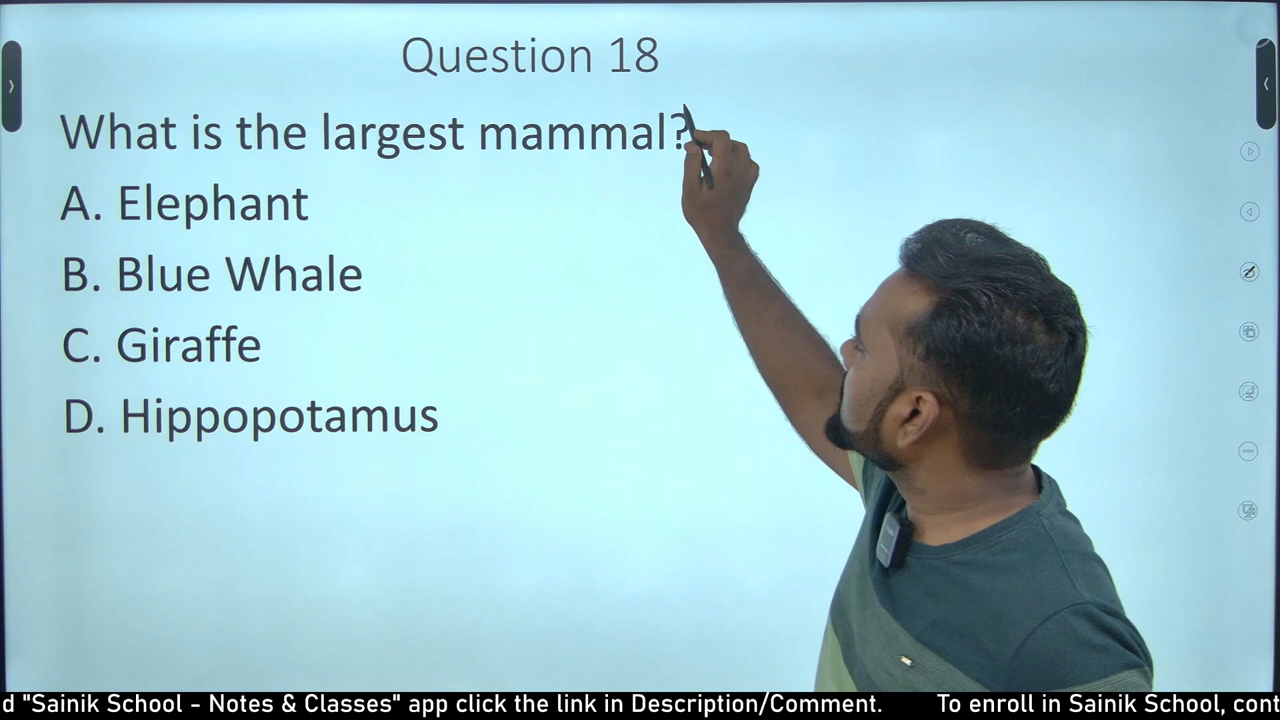 Question 18
What is the largest mammal?
A. Elephant
B. Blue Whale
C. Giraffe
D. Hippopotamus
d "Sainik School - Notes & Classes" app click the link in Description/Comment. To enroll in Sainik School, cont